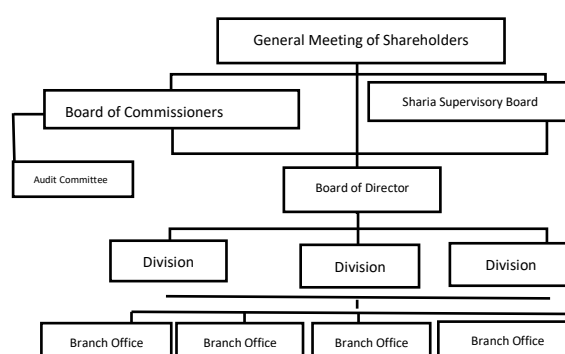 General Meeting of Shareholders
Board of Commissioners
Sharia Supervisory Board
Audit Committee
Board of Director
Division
Division
Division
Branch Office
Branch Office
Branch Office
Branch Office